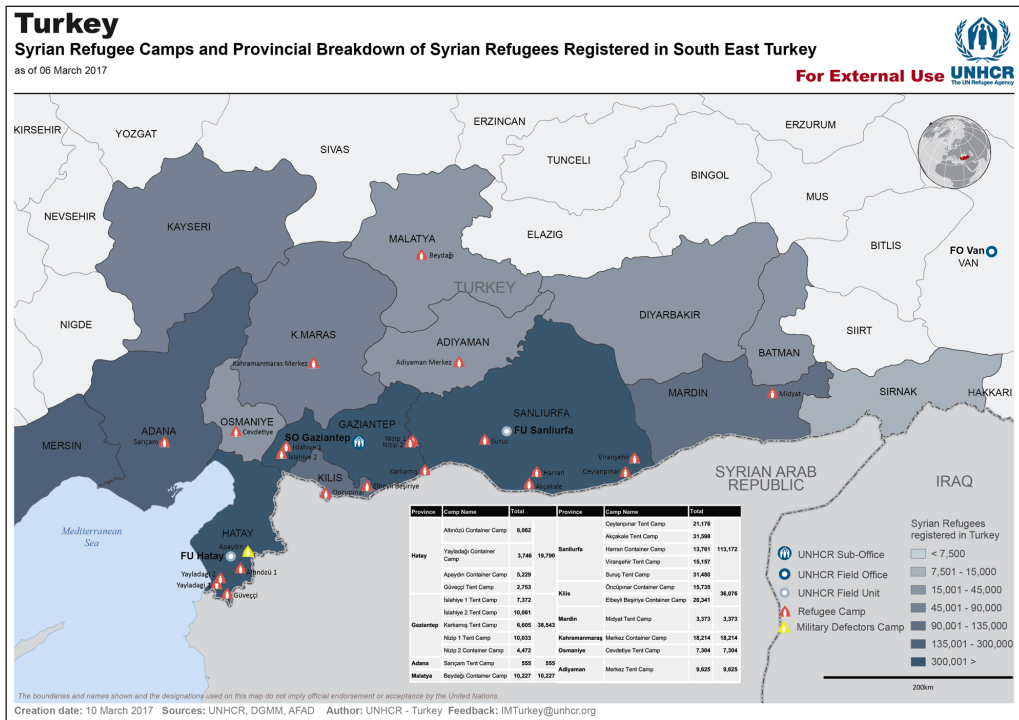 Turkey
Syrian Refugee Camps and Provincial Breakdown of Syrian Refugees Registered in South East Turkey
as of 06 March 2017
For External Use
UNHCR
The UN Refugee Agency
KIRSEHIR
YOZGAT
SIVAS
ERZINCAN
ERZURUM
TUNCELI
BINGOL
MUS
NEVSEHIR
KAYSERI
MALATYA
Beydağı
ELAZIG
BITLIS
FO Van
VAN
TURKEY
NIGDE
K.MARAS
Kahramanmaras Merkez
ADIYAMAN
Adiyaman Merkez
DIYARBAKIR
SIIRT
BATMAN
MARDIN
Midyat
SIRNAK
HAKKARI
MERSIN
ADANA
Sarıçam
OSMANIYE
Cevdetiye
SO Gaziantep
GAZIANTEP
İslahiye 1
İslahiye 2
Nizip 1
Nizip 2
SANLIURFA
FU Sanliurfa
Suruc
Viranşehir
Ceylanpınar
Harran
Akçakale
Karkamış
KILIS
Elbeyli Beşiriye
SYRIAN ARAB
REPUBLIC
IRAQ
Mediterranean
Sea
HATAY
Apaydın
FU Hatay
Altınözü 1
Yayladagi 2
Güveççi
Province Camp Name Total Province Camp Name Total
Hatay Altınözü Container Camp 8,062
Yayladağı Container Camp 3,746 19,790
Apaydın Container Camp 5,229
Güveççi Tent Camp 2,753
Gaziantep İslahiye 1 Tent Camp 7,372
İslahiye 2 Tent Camp 10,061
Karkamış Tent Camp 6,605 38,543
Nizip 1 Tent Camp 10,033
Nizip 2 Container Camp 4,472
Adana Sarıçam Tent Camp 555 555
Malatya Beydağı Container Camp 10,227 10,227
Sanliurfa Ceylanpınar Tent Camp 21,176
Akçakale Tent Camp 31,598
Harran Container Camp 13,761 113,172
Viranşehir Tent Camp 15,157
Suruç Tent Camp 31,480
Kilis Öncüpınar Container Camp 15,735 36,076
Elbeyli Beşiriye Container Camp 20,341
Mardin Midyat Tent Camp 3,373 3,373
Kahramanmaraş Merkez Container Camp 18,214 18,214
Osmaniye Cevdetiye Tent Camp 7,304 7,304
Adiyaman Merkez Tent Camp 9,625 9,625
UNHCR Sub-Office
UNHCR Field Office
UNHCR Field Unit
Refugee Camp
Military Defectors Camp
Syrian Refugees
registered in Turkey
< 7,500
7,501 - 15,000
15,001 - 45,000
45,001 - 90,000
90,001 - 135,000
135,001 - 300,000
300,001 >
200km
The boundaries and names shown and the designations used on this map do not imply official endorsement or acceptance by the United Nations.
Creation date: 10 March 2017 Sources: UNHCR, DGMM, AFAD Author: UNHCR - Turkey Feedback: IMTurkey@unhcr.org